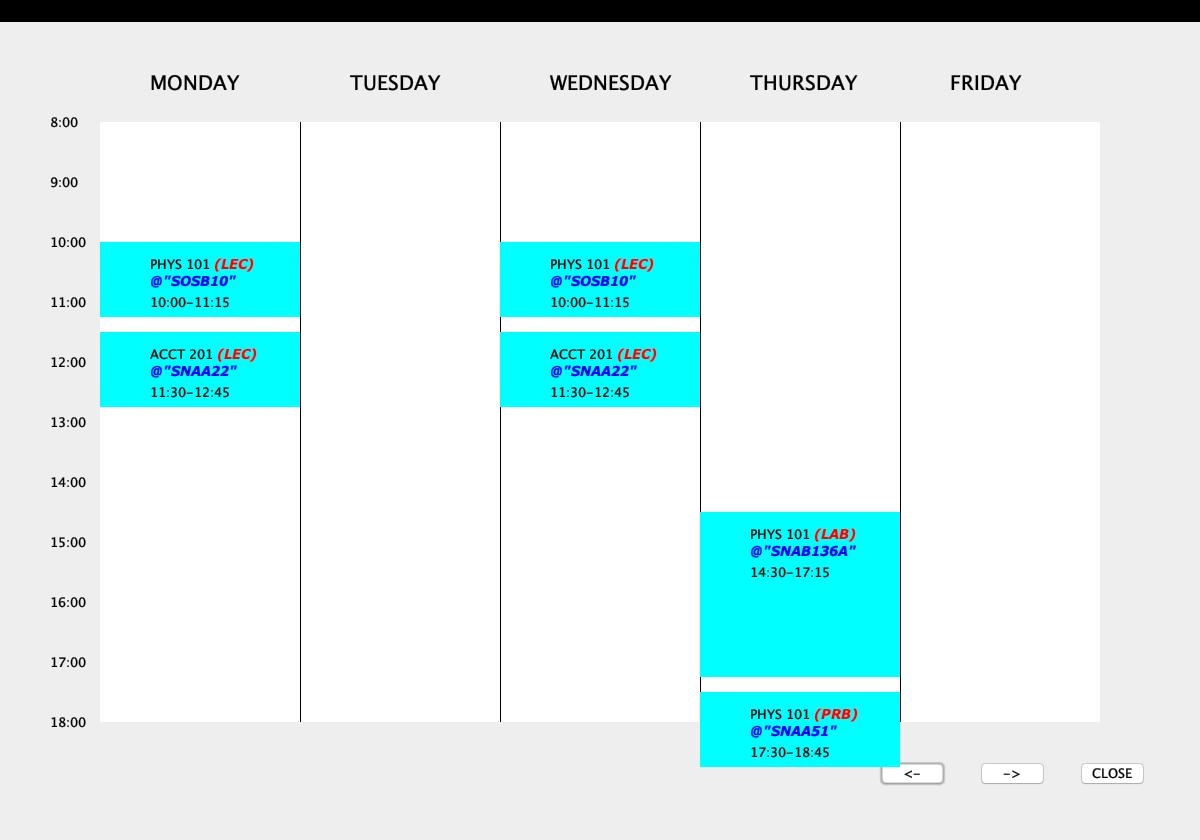 MONDAY TUESDAY WEDNESDAY THURSDAY FRIDAY
8:00
9:00
10:00
11:00
12:00
13:00
14:00
15:00
16:00
17:00
18:00
PHYS 101 (LEC)
@"SOSB10"
10:00-11:15
ACCT 201 (LEC)
@"SNAA22"
11:30-12:45
PHYS 101 (LEC)
@"SOSB10"
10:00-11:15
ACCT 201 (LEC)
@"SNAA22"
11:30-12:45
PHYS 101 (LAB)
@"SNAB136A"
14:30-17:15
PHYS 101 (PRB)
@"SNAA51"
17:30-18:45
<- -> CLOSE